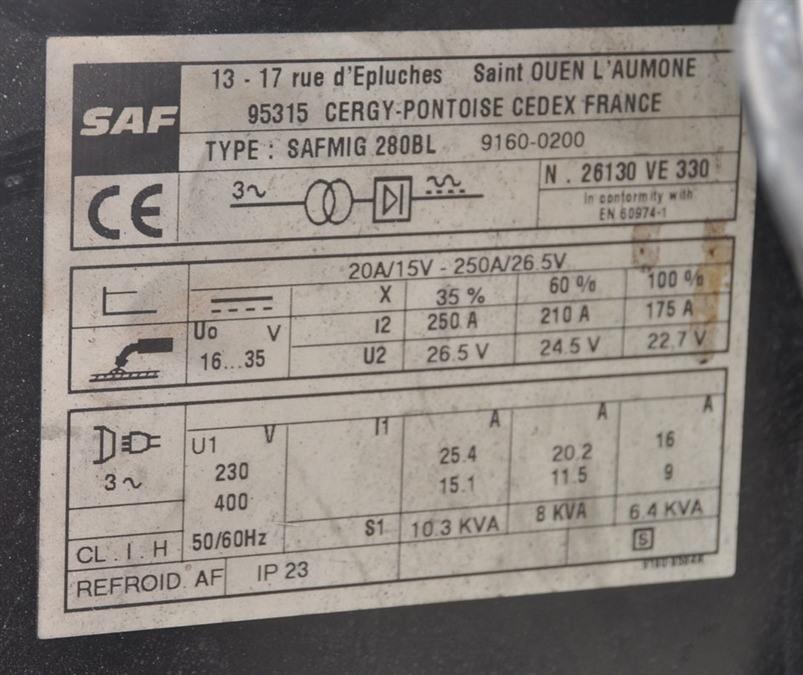 SAF
13 - 17 rue d'Epluches Saint OUEN L'AUMONE
95315 CERGY-PONTOISE CEDEX FRANCE
TYPE : SAFMIG 280BL 9160-0200
CE
3~
N . 26130 VE 330
In conformity with
EN 60974-1
20A/15V - 250A/26.5V
X 35 % 60 % 100 %
U0 V I2 250 A 210 A 175 A
16...35 U2 26.5 V 24.5 V 22.7 V
U1 V I1 A A A
230 25.4 20.2 16
3~ 400 15.1 11.5 9
CL . I . H 50/60Hz S1 10.3 KVA 8 KVA 6.4 KVA
REFROID. AF IP 23 S